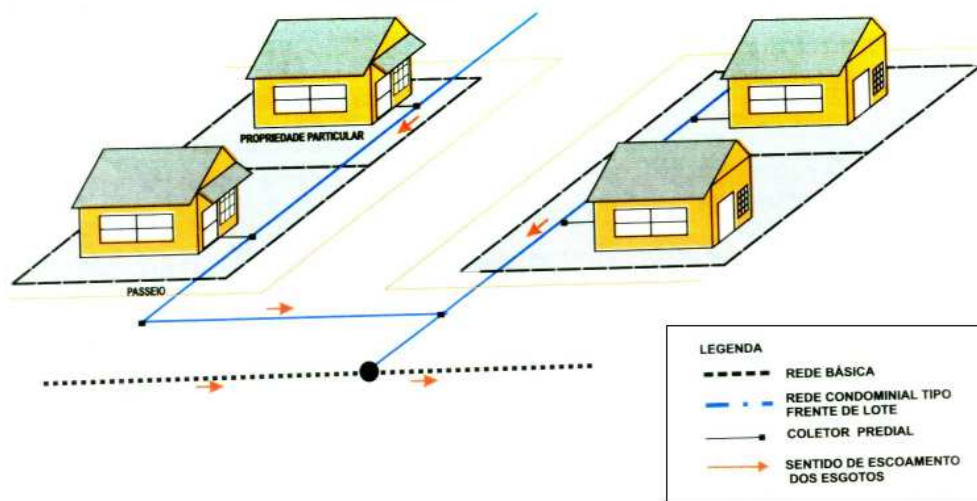 PROPRIEDADE PARTICULAR
PASSEIO
LEGENDA
REDE BÁSICA
REDE CONDOMINIAL TIPO
FRENTE DE LOTE
COLETOR PREDIAL
SENTIDO DE ESCOAMENTO
DOS ESGOTOS